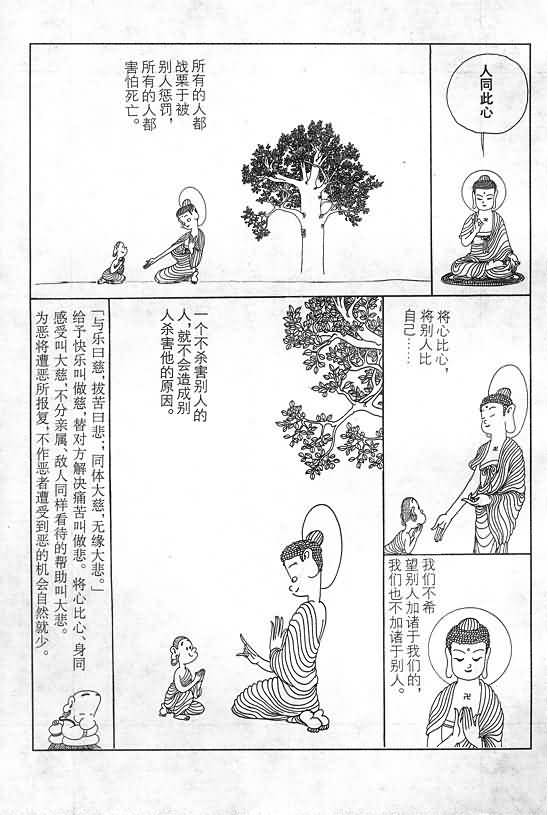 人同此心
所有的人都
战栗于被
别人惩罚，
所有的人都
害怕死亡。
将心比心，
将别人比
自己……
我们不希
望别人加诸于我们的，
我们也不加诸于别人。
一个不杀害别人的
人，就不会造成别
人杀害他的原因。
「与乐曰慈，拔苦曰悲；同体大慈，无缘大悲。」
给予快乐叫做慈，替对方解决痛苦叫做悲。将心比心、身同
感受叫大慈，不分亲属、敌人同样看待的帮助叫大悲。
为恶将遭恶所报复，不作恶者遭受到恶的机会自然就少。
卍
卍
卍